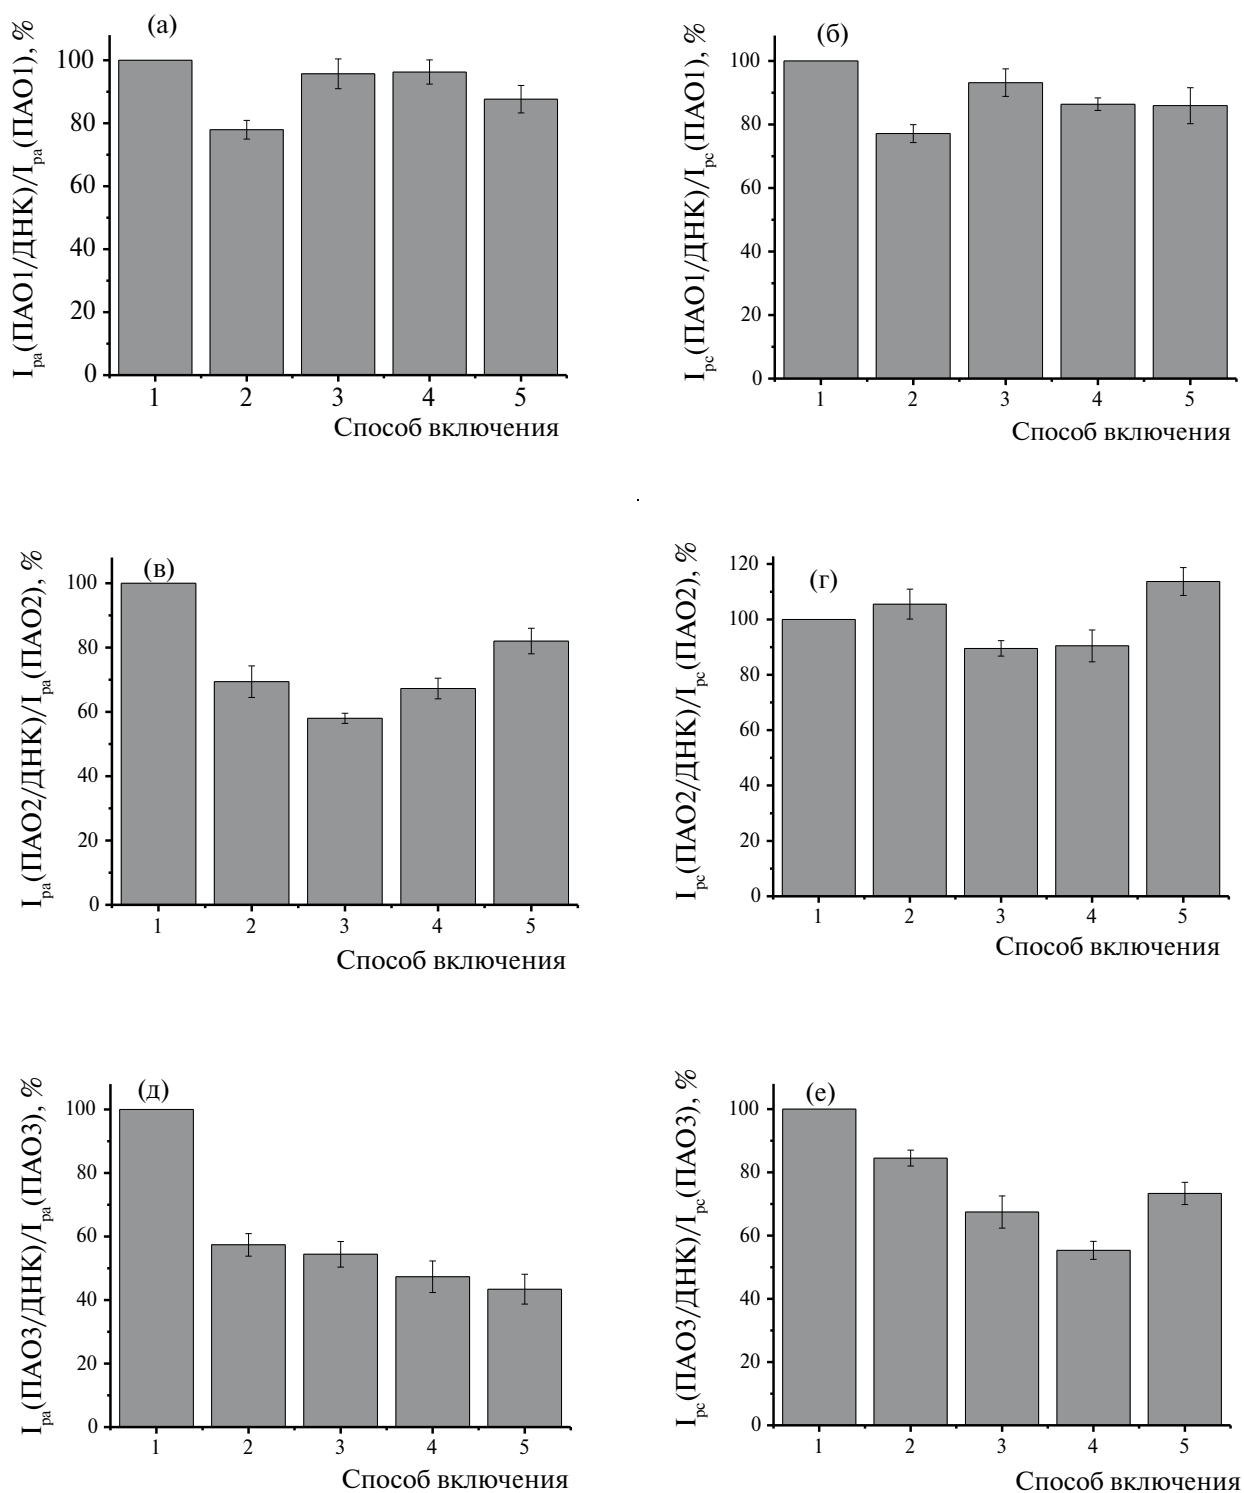 (а)
I_pa(ПАО1/ДНК)/I_pa(ПАО1), %
100
80
60
40
20
0
1 2 3 4 5
Способ включения
(б)
I_pc(ПАО1/ДНК)/I_pc(ПАО1), %
100
80
60
40
20
0
1 2 3 4 5
Способ включения
(в)
I_pa(ПАО2/ДНК)/I_pa(ПАО2), %
100
80
60
40
20
0
1 2 3 4 5
Способ включения
(г)
I_pc(ПАО2/ДНК)/I_pc(ПАО2), %
120
100
80
60
40
20
0
1 2 3 4 5
Способ включения
(д)
I_pa(ПАО3/ДНК)/I_pa(ПАО3), %
100
80
60
40
20
0
1 2 3 4 5
Способ включения
(е)
I_pc(ПАО3/ДНК)/I_pc(ПАО3), %
100
80
60
40
20
0
1 2 3 4 5
Способ включения